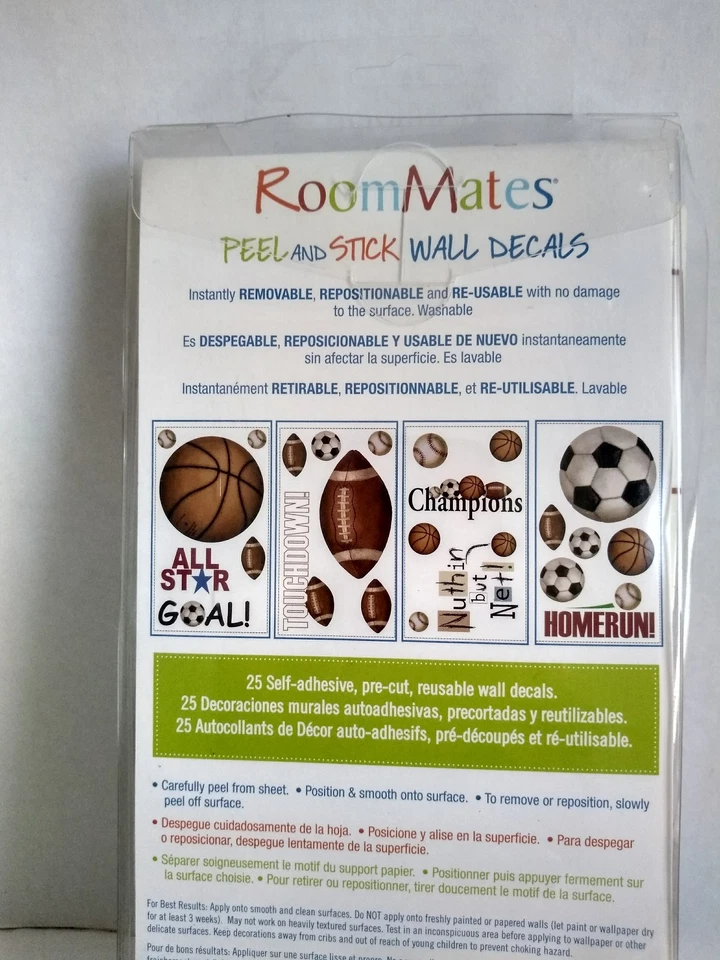 RoomMates®
PEEL AND STICK WALL DECALS
Instantly REMOVABLE, REPOSITIONABLE and RE-USABLE with no damage
to the surface. Washable
Es DESPEGABLE, REPOSICIONABLE Y USABLE DE NUEVO instantaneamente
sin afectar la superficie. Es lavable
Instantanément RETIRABLE, REPOSITIONNABLE, et RE-UTILISABLE. Lavable
ALL
ST★R
GOAL!
TOUCHDOWN!
Champions
Nuthin
but
Net!
HOMERUN!
25 Self-adhesive, pre-cut, reusable wall decals.
25 Decoraciones murales autoadhesivas, precortadas y reutilizables.
25 Autocollants de Décor auto-adhesifs, pré-découpés et ré-utilisable.
• Carefully peel from sheet. • Position & smooth onto surface. • To remove or reposition, slowly
peel off surface.
• Despegue cuidadosamente de la hoja. • Posicione y alise en la superficie. • Para despegar
o reposicionar, despegue lentamente de la superficie.
• Séparer soigneusement le motif du support papier. • Positionner puis appuyer fermement sur
la surface choisie. • Pour retirer ou repositionner, tirer doucement le motif de la surface.
For Best Results: Apply onto smooth and clean surfaces. Do NOT apply onto freshly painted or papered walls (let paint or wallpaper dry
for at least 3 weeks). May not work on heavily textured surfaces. Test in an inconspicuous area before applying to wallpaper or other
delicate surfaces. Keep decorations away from cribs and out of reach of young children to prevent choking hazard.
Pour de bons résultats: Appliquer sur une surface lisse et propre.